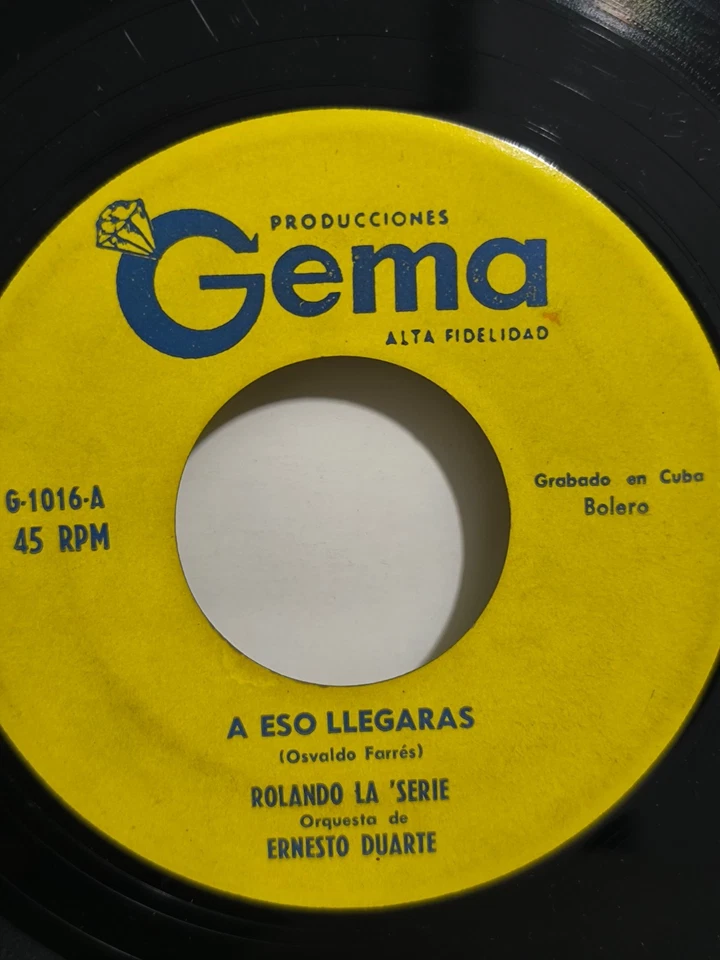 PRODUCCIONES
Gema
ALTA FIDELIDAD
G-1016-A
45 RPM
Grabado en Cuba
Bolero
A ESO LLEGARAS
(Osvaldo Farrés)
ROLANDO LA 'SERIE
Orquesta de
ERNESTO DUARTE